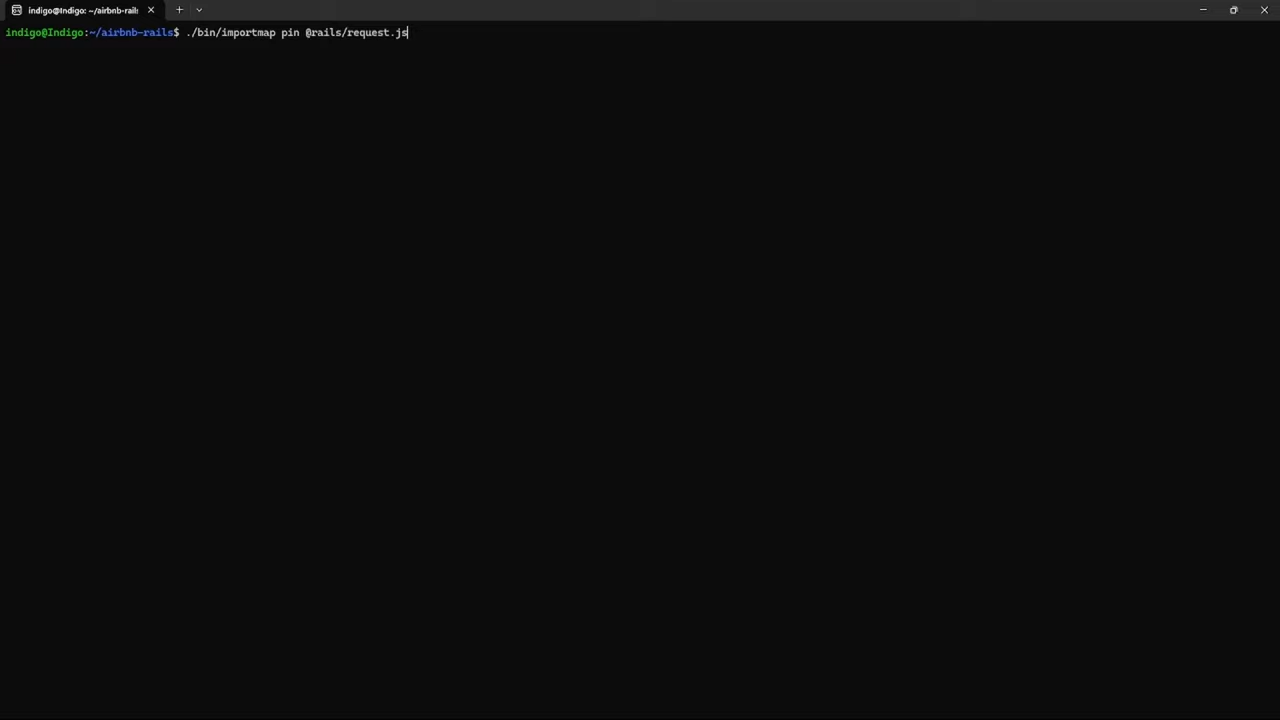 indigo@Indigo: ~/airbnb-rails
indigo@Indigo:~/airbnb-rails$ ./bin/importmap pin @rails/request.js